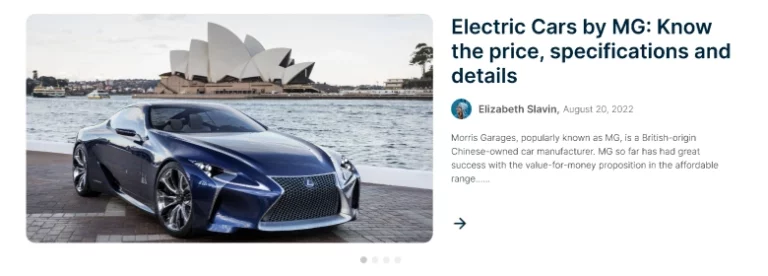 Electric Cars by MG: Know
the price, specifications and
details
Elizabeth Slavin, August 20, 2022
Morris Garages, popularly known as MG, is a British-origin
Chinese-owned car manufacturer. MG so far has had great
success with the value-for-money proposition in the affordable
range......